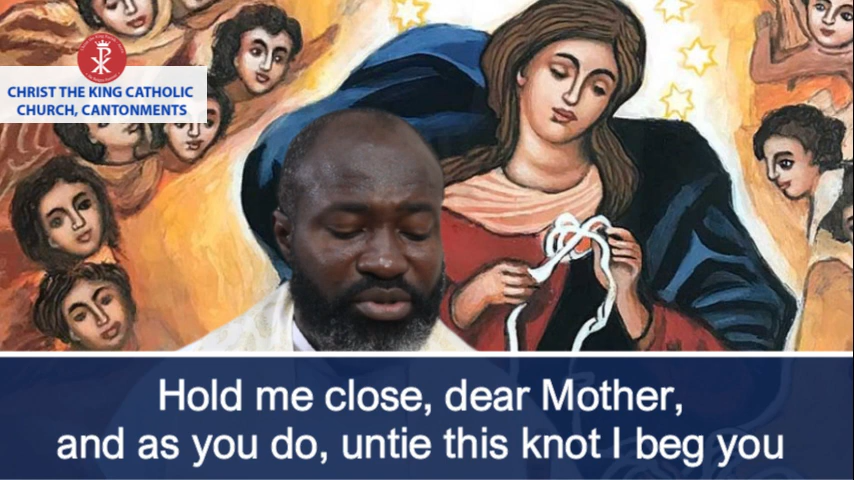 CHRIST THE KING CATHOLIC
CHURCH, CANTONMENTS
Hold me close, dear Mother,
and as you do, untie this knot I beg you